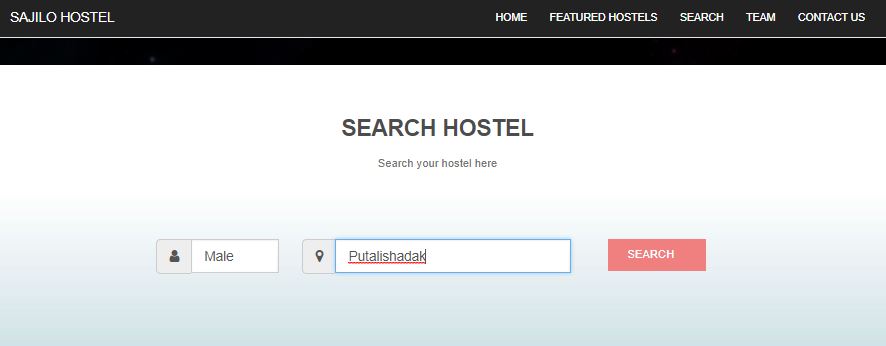 SAJILO HOSTEL HOME FEATURED HOSTELS SEARCH TEAM CONTACT US
SEARCH HOSTEL
Search your hostel here
Male Putalishadak SEARCH